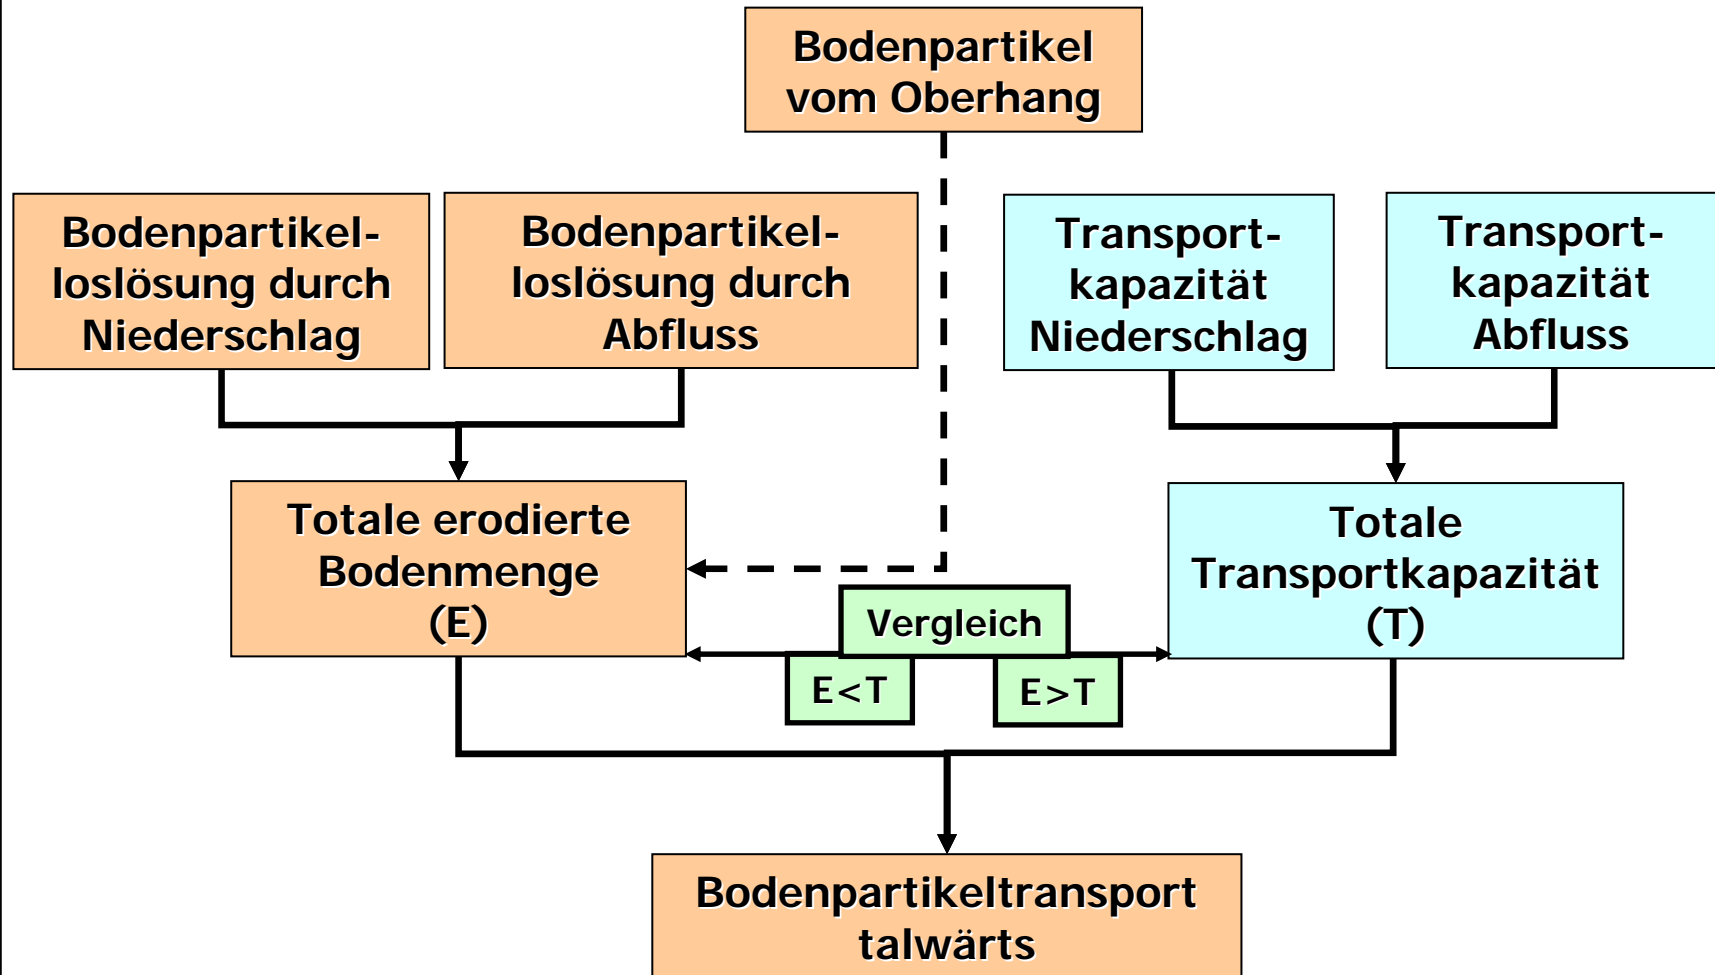 Bodenpartikel
vom Oberhang
Bodenpartikel-
loslösung durch
Niederschlag
Bodenpartikel-
loslösung durch
Abfluss
Transport-
kapazität
Niederschlag
Transport-
kapazität
Abfluss
Totale erodierte
Bodenmenge
(E)
Totale
Transportkapazität
(T)
Vergleich
E<T
E>T
Bodenpartikeltransport
talwärts